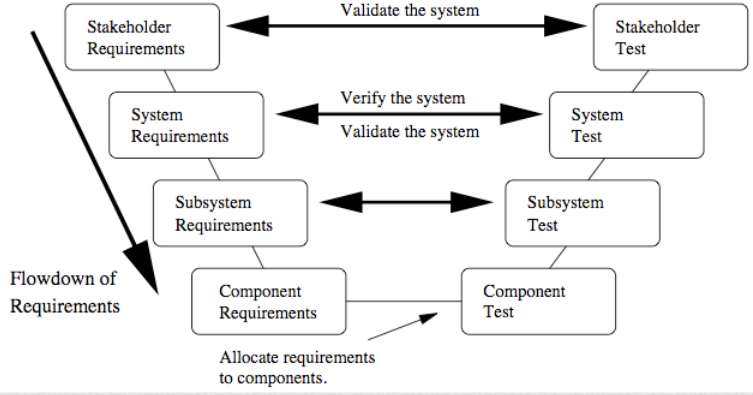 Validate the system
Stakeholder
Requirements
Stakeholder
Test
Verify the system
Validate the system
System
Requirements
System
Test
Subsystem
Requirements
Subsystem
Test
Flowdown of
Requirements
Component
Requirements
Component
Test
Allocate requirements
to components.